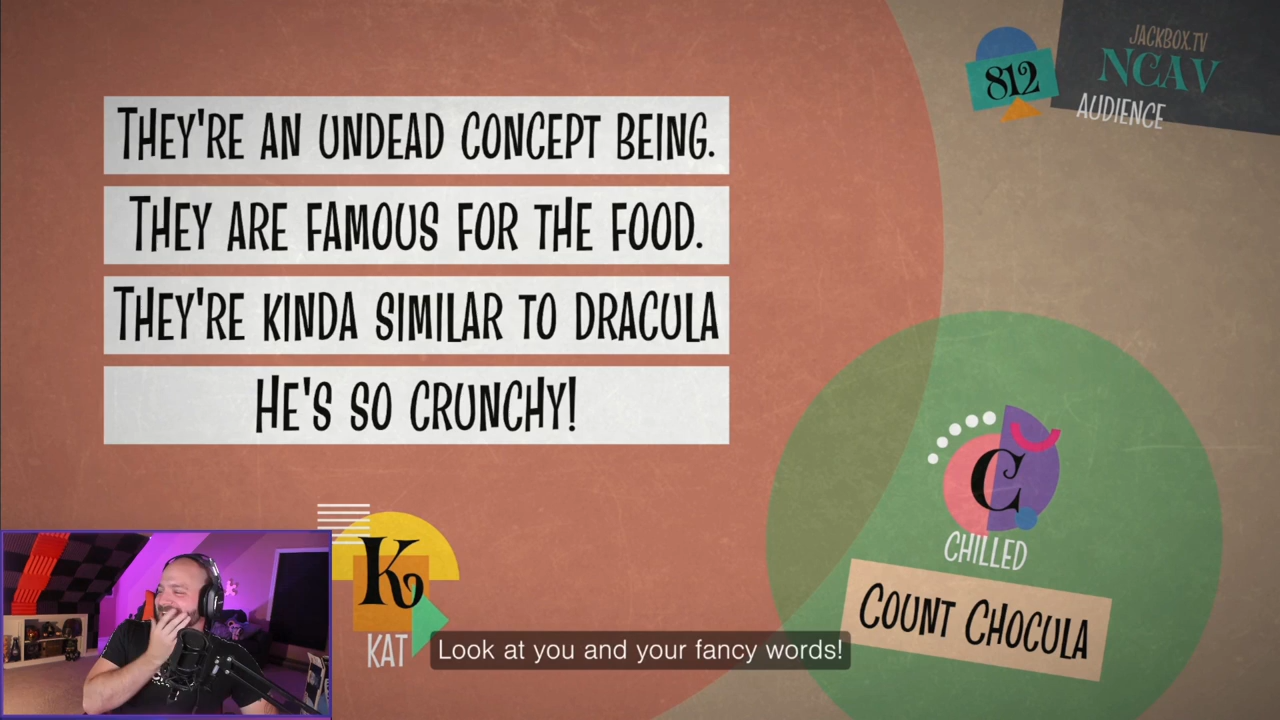 JACKBOX.TV
NCAV
812
AUDIENCE
THEY'RE AN UNDEAD CONCEPT BEING.
THEY ARE FAMOUS FOR THE FOOD.
THEY'RE KINDA SIMILAR TO DRACULA
HE'S SO CRUNCHY!
C
CHILLED
COUNT CHOCULA
K
KAT
Look at you and your fancy words!